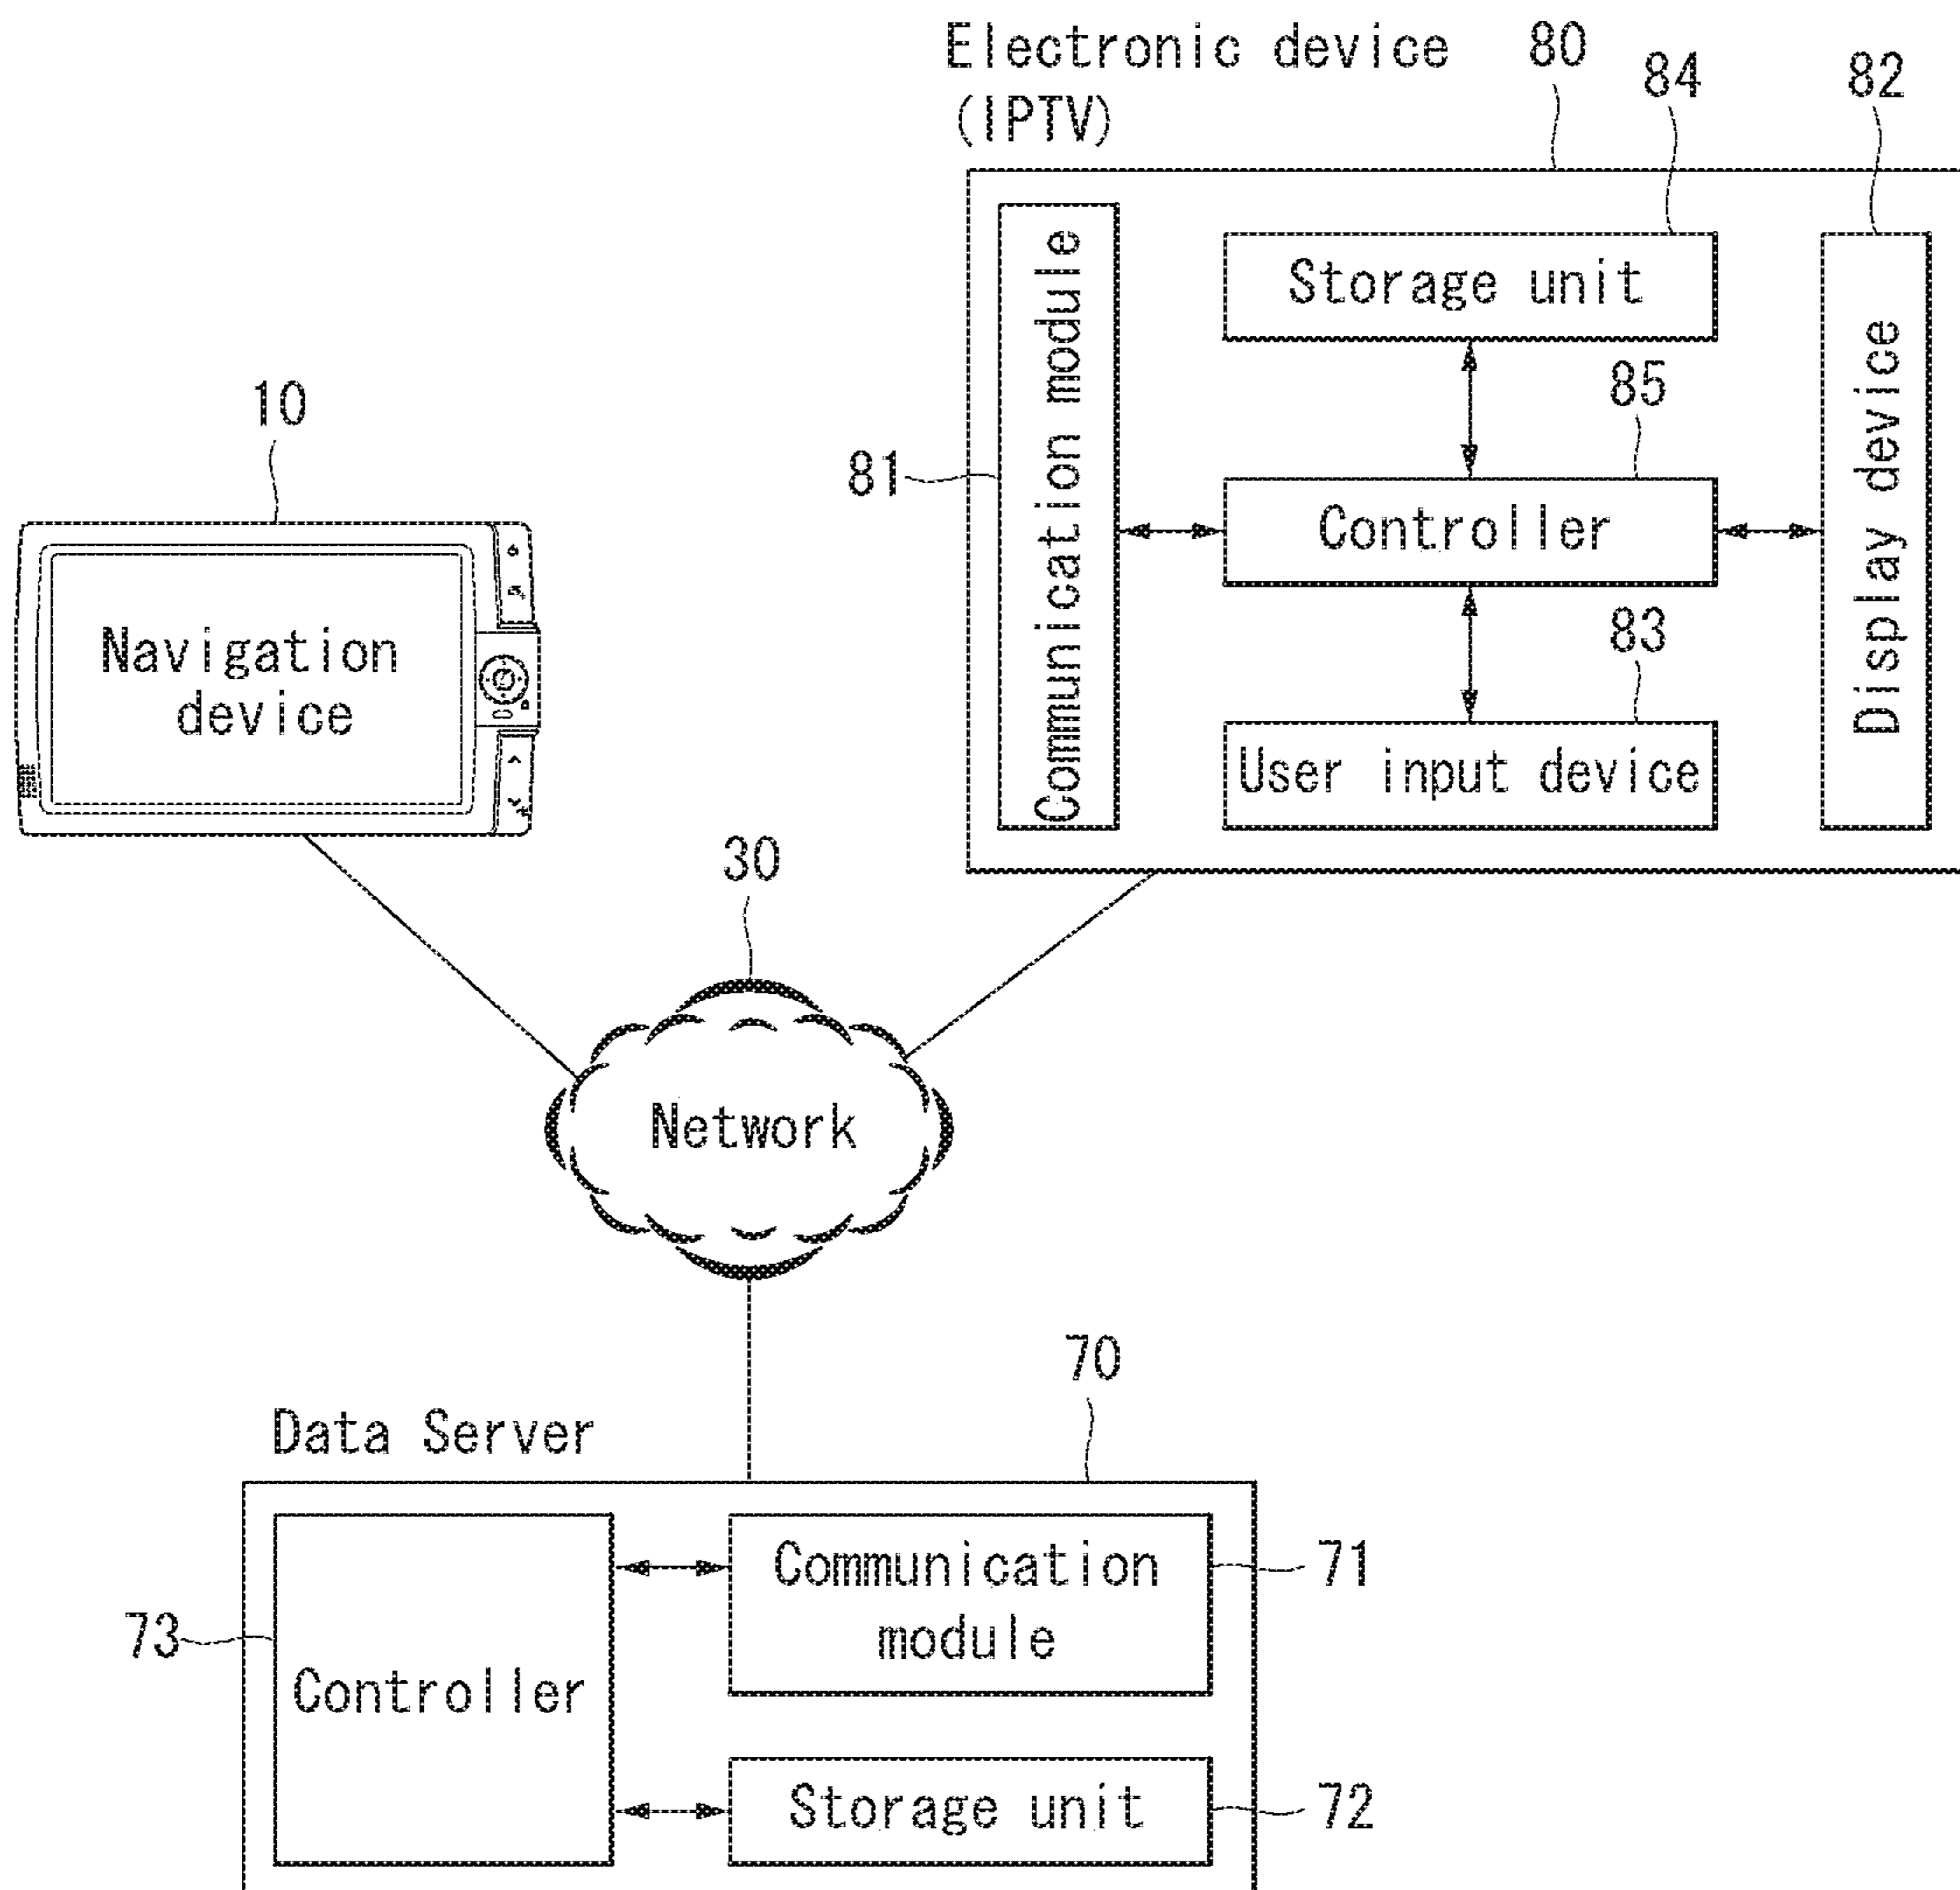 Electronic device
(IPTV)
80
84
82
Communication module
Storage unit
Display device
85
81
Controller
83
User input device
10
Navigation
device
30
Network
70
Data Server
73
Controller
Communication
module
71
Storage unit
72